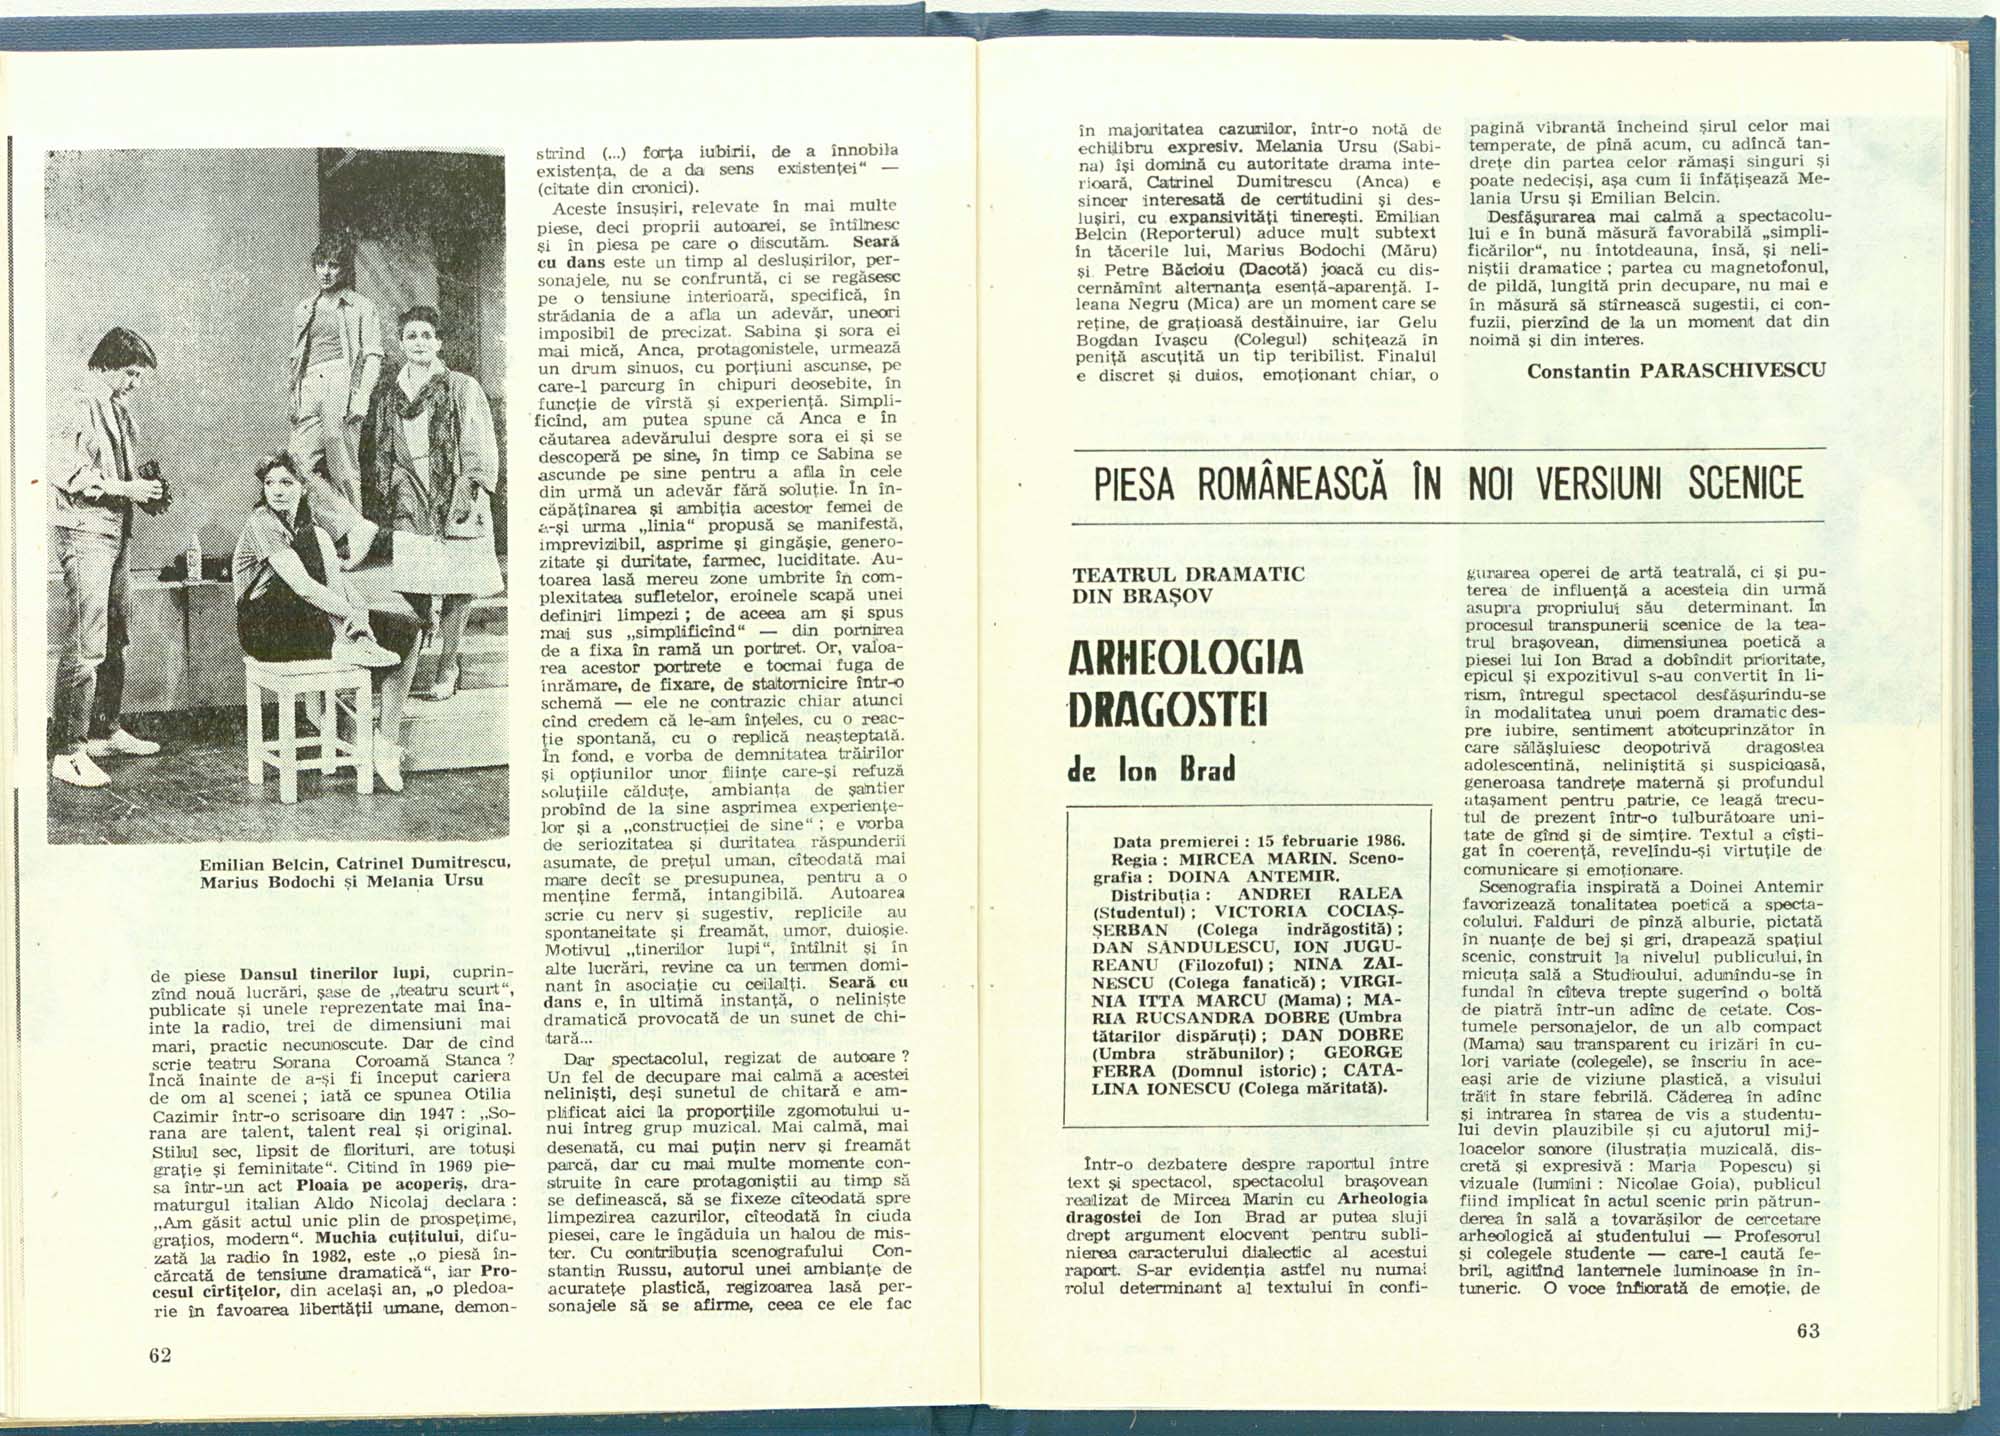 Emilian Belcin, Catrinel Dumitrescu,
Marius Bodochi și Melania Ursu
de piese Dansul tinerilor lupi, cuprin-
zînd nouă lucrări, șase de „teatru scurt“,
publicate și unele reprezentate mai îna-
inte la radio, trei de dimensiuni mai
mari, practic necunoscute. Dar de cînd
scrie teatru Sorana Coroamă Stanca ?
Încă înainte de a-și fi început cariera
de om al scenei ; iată ce spunea Otilia
Cazimir într-o scrisoare din 1947 : „So-
rana are talent, talent real și original.
Stilul sec, lipsit de florituri, are totuși
grație și feminitate“. Citind în 1969 pie-
sa într-un act Ploaia pe acoperiș, dra-
maturgul italian Aldo Nicolaj declara :
„Am găsit actul unic plin de prospețime,
grațios, modern“. Muchia cuțitului, difu-
zată la radio în 1982, este „o piesă în-
cărcată de tensiune dramatică“, iar Pro-
cesul cîrtițelor, din același an, „o pledoa-
rie în favoarea libertății umane, demon-
62
strînd (...) forța iubirii, de a înnobila
existența, de a da sens existenței“ —
(citate din cronici).
Aceste însușiri, relevate în mai multe
piese, deci proprii autoarei, se întîlnesc
și în piesa pe care o discutăm. Seară
cu dans este un timp al deslușirilor, per-
sonajele, nu se confruntă, ci se regăsesc
pe o tensiune interioară, specifică, în
strădania de a afla un adevăr, uneori
imposibil de precizat. Sabina și sora ei
mai mică, Anca, protagonistele, urmează
un drum sinuos, cu porțiuni ascunse, pe
care-l parcurg în chipuri deosebite, în
funcție de vîrstă și experiență. Simpli-
ficînd, am putea spune că Anca e în
căutarea adevărului despre sora ei și se
descoperă pe sine, în timp ce Sabina se
ascunde pe sine pentru a afla în cele
din urmă un adevăr fără soluție. În în-
căpățînarea și ambiția acestor femei de
a-și urma „linia“ propusă se manifestă,
imprevizibil, asprime și gingășie, genero-
zitate și duritate, farmec, luciditate. Au-
toarea lasă mereu zone umbrite în com-
plexitatea sufletelor, eroinele scapă unei
definiri limpezi ; de aceea am și spus
mai sus „simplificînd“ — din pornirea
de a fixa în ramă un portret. Or, valoa-
rea acestor portrete e tocmai fuga de
înrămare, de fixare, de statornicire într-o
schemă — ele ne contrazic chiar atunci
cînd credem că le-am înțeles, cu o reac-
ție spontană, cu o replică neașteptată.
În fond, e vorba de demnitatea trăirilor
și opțiunilor unor ființe care-și refuză
soluțiile călduțe, ambianța de șantier
probînd de la sine asprimea experiențe-
lor și a „construcției de sine“ ; e vorba
de seriozitatea și duritatea răspunderii
asumate, de prețul uman, cîteodată mai
mare decît se presupunea, pentru a o
menține fermă, intangibilă. Autoarea
scrie cu nerv și sugestiv, replicile au
spontaneitate și freamăt, umor, duioșie.
Motivul „tinerilor lupi“, întîlnit și în
alte lucrări, revine ca un termen domi-
nant în asociație cu ceilalți. Seară cu
dans e, în ultimă instanță, o neliniște
dramatică provocată de un sunet de chi-
tară...
Dar spectacolul, regizat de autoare ?
Un fel de decupare mai calmă a acestei
neliniști, deși sunetul de chitară e am-
plificat aici la proporțiile zgomotului u-
nui întreg grup muzical. Mai calmă, mai
desenată, cu mai puțin nerv și freamăt
parcă, dar cu mai multe momente con-
struite în care protagoniștii au timp să
se definească, să se fixeze cîteodată spre
limpezirea cazurilor, cîteodată în ciuda
piesei, care le îngăduia un halou de mis-
ter. Cu contribuția scenografului Con-
stantin Russu, autorul unei ambianțe de
acuratețe plastică, regizoarea lasă per-
sonajele să se afirme, ceea ce ele fac
în majoritatea cazurilor, într-o notă de
echilibru expresiv. Melania Ursu (Sabi-
na) își domină cu autoritate drama inte-
rioară, Catrinel Dumitrescu (Anca) e
sincer interesată de certitudini și des-
lușiri, cu expansivități tinerești. Emilian
Belcin (Reporterul) aduce mult subtext
în tăcerile lui, Marius Bodochi (Măru)
și Petre Băcioiu (Dacotă) joacă cu dis-
cernămînt alternanța esență-aparență. I-
leana Negru (Mica) are un moment care se
reține, de grațioasă destăinuire, iar Gelu
Bogdan Ivașcu (Colegul) schițează în
peniță ascuțită un tip teribilist. Finalul
e discret și duios, emoționant chiar, o
pagină vibrantă încheind șirul celor mai
temperate, de pînă acum, cu adîncă tan-
drețe din partea celor rămași singuri și
poate nedeciși, așa cum îi înfățișează Me-
lania Ursu și Emilian Belcin.
Desfășurarea mai calmă a spectacolu-
lui e în bună măsură favorabilă „simpli-
ficărilor“, nu întotdeauna, însă, și neli-
niștii dramatice ; partea cu magnetofonul,
de pildă, lungită prin decupare, nu mai e
în măsură să stîrnească sugestii, ci con-
fuzii, pierzînd de la un moment dat din
noimă și din interes.
Constantin PARASCHIVESCU
PIESA ROMÂNEASCĂ ÎN NOI VERSIUNI SCENICE
TEATRUL DRAMATIC
DIN BRAȘOV
ARHEOLOGIA
DRAGOSTEI
de Ion Brad
Data premierei : 15 februarie 1986.
Regia : MIRCEA MARIN. Sceno-
grafia : DOINA ANTEMIR.
Distribuția : ANDREI RALEA
(Studentul) ; VICTORIA COCIAȘ-
ȘERBAN (Colega îndrăgostită) ;
DAN SĂNDULESCU, ION JUGU-
REANU (Filozoful) ; NINA ZAI-
NESCU (Colega fanatică) ; VIRGI-
NIA ITTA MARCU (Mama) ; MA-
RIA RUCSANDRA DOBRE (Umbra
tătarilor dispăruți) ; DAN DOBRE
(Umbra străbunilor) ; GEORGE
FERRA (Domnul istoric) ; CATA-
LINA IONESCU (Colega măritată).
Într-o dezbatere despre raportul între
text și spectacol, spectacolul brașovean
realizat de Mircea Marin cu Arheologia
dragostei de Ion Brad ar putea sluji
drept argument elocvent pentru subli-
nierea caracterului dialectic al acestui
raport. S-ar evidenția astfel nu numai
rolul determinant al textului în confi-
gurarea operei de artă teatrală, ci și pu-
terea de influență a acesteia din urmă
asupra propriului său determinant. În
procesul transpunerii scenice de la tea-
trul brașovean, dimensiunea poetică a
piesei lui Ion Brad a dobîndit prioritate,
epicul și expozitivul s-au convertit în li-
rism, întregul spectacol desfășurîndu-se
în modalitatea unui poem dramatic des-
pre iubire, sentiment atotcuprinzător în
care sălășluiesc deopotrivă dragostea
adolescentină, neliniștită și suspicioasă,
generoasa tandrețe maternă și profundul
atașament pentru patrie, ce leagă trecu-
tul de prezent într-o tulburătoare uni-
tate de gînd și de simțire. Textul a cîști-
gat în coerență, revelîndu-și virtuțile de
comunicare și emoționare.
Scenografia inspirată a Doinei Antemir
favorizează tonalitatea poetică a specta-
colului. Falduri de pînză alburie, pictată
în nuanțe de bej și gri, drapează spațiul
scenic, construit la nivelul publicului, în
micuța sală a Studioului, adunîndu-se în
fundal în cîteva trepte sugerînd o boltă
de piatră într-un adînc de cetate. Cos-
tumele personajelor, de un alb compact
(Mama) sau transparent cu irizări în cu-
lori variate (colegele), se înscriu în ace-
eași arie de viziune plastică, a visului
trăit în stare febrilă. Căderea în adînc
și intrarea în starea de vis a studentu-
lui devin plauzibile și cu ajutorul mij-
loacelor sonore (ilustrația muzicală, dis-
cretă și expresivă : Maria Popescu) și
vizuale (lumini : Nicolae Goia), publicul
fiind implicat în actul scenic prin pătrun-
derea în sală a tovarășilor de cercetare
arheologică ai studentului — Profesorul
și colegele studente — care-l caută fe-
bril, agitînd lanternele luminoase în în-
tuneric. O voce înfiorată de emoție, de
63